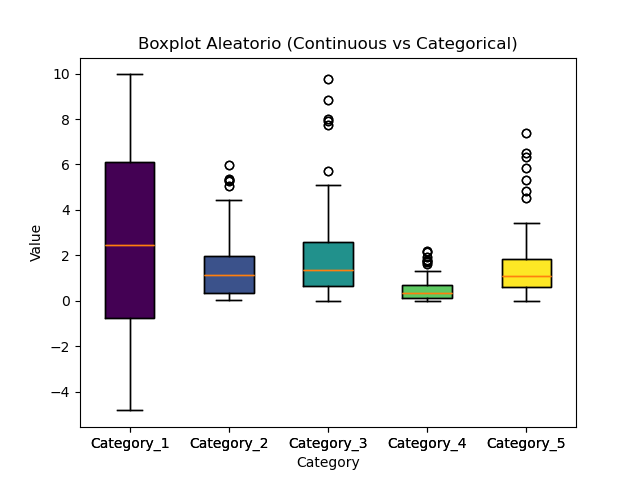 Boxplot Aleatorio (Continuous vs Categorical)
10
8
6
4
2
0
−2
−4
Value
Category_1 Category_2 Category_3 Category_4 Category_5
Category